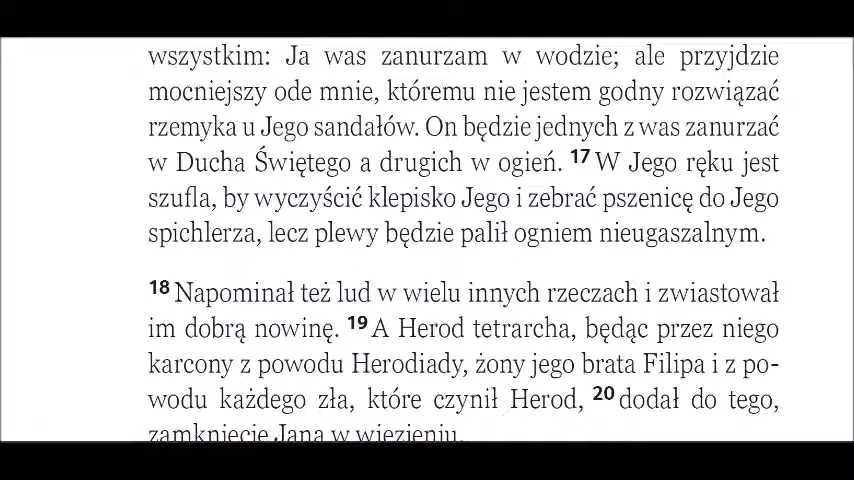 wszystkim: Ja was zanurzam w wodzie; ale przyjdzie
mocniejszy ode mnie, któremu nie jestem godny rozwiązać
rzemyka u Jego sandałów. On będzie jednych z was zanurzać
w Ducha Świętego a drugich w ogień. 17 W Jego ręku jest
szufla, by wyczyścić klepisko Jego i zebrać pszenicę do Jego
spichlerza, lecz plewy będzie palił ogniem nieugaszalnym.
18 Napominał też lud w wielu innych rzeczach i zwiastował
im dobrą nowinę. 19 A Herod tetrarcha, będąc przez niego
karcony z powodu Herodiady, żony jego brata Filipa i z po-
wodu każdego zła, które czynił Herod, 20 dodał do tego,
zamknięcie Jana w więzieniu.